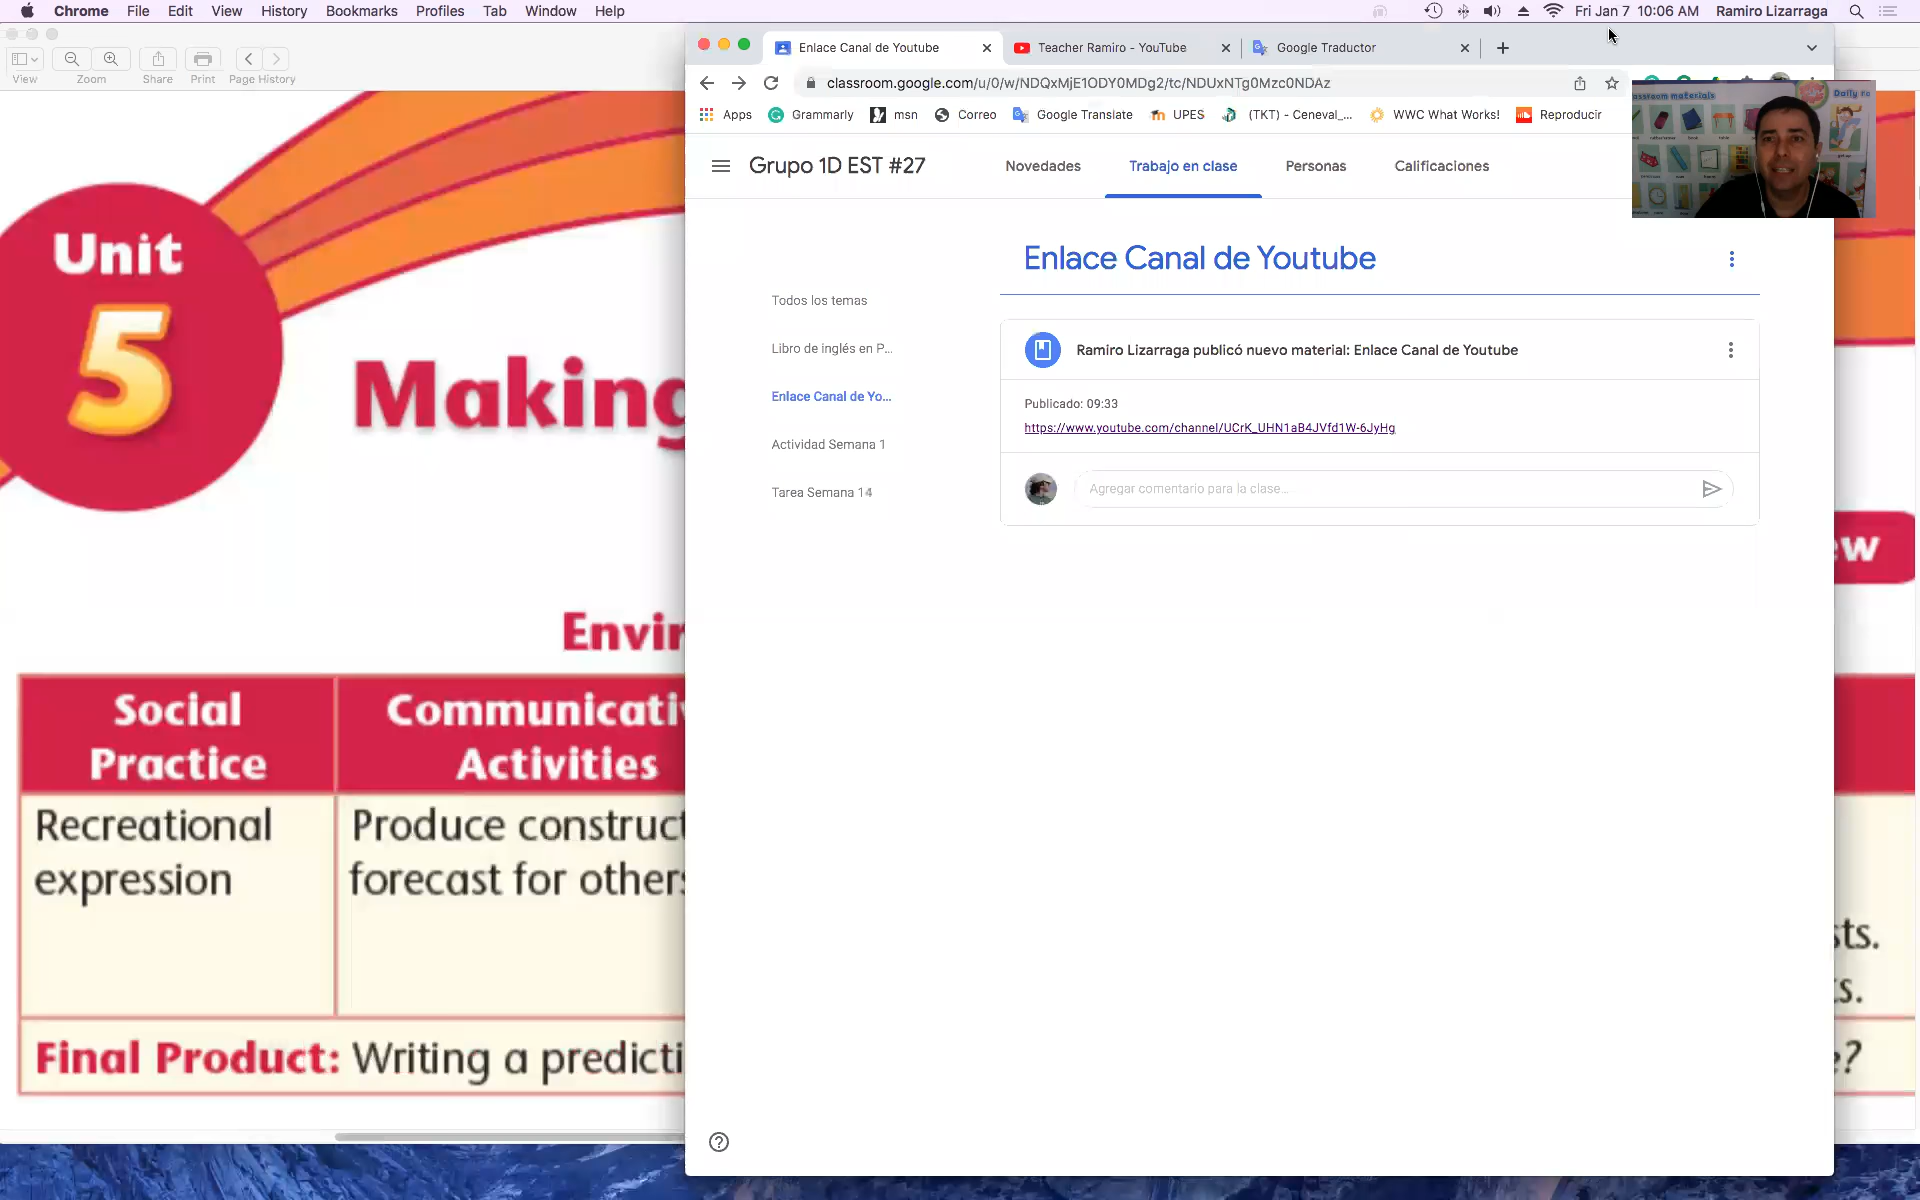 Chrome File Edit View History Bookmarks Profiles Tab Window Help Fri Jan 7 10:06 AM Ramiro Lizarraga
View Zoom Share Print Page History
Enlace Canal de Youtube Teacher Ramiro - YouTube Google Traductor
classroom.google.com/u/0/w/NDQxMjE1ODY0MDg2/tc/NDUxNTg0Mzc0NDAz
Apps Grammarly msn Correo Google Translate UPES (TKT) - Ceneval_... WWC What Works! Reproducir
Grupo 1D EST #27 Novedades Trabajo en clase Personas Calificaciones
Enlace Canal de Youtube
Todos los temas
Libro de inglés en P...
Enlace Canal de Yo...
Actividad Semana 1
Tarea Semana 14
Ramiro Lizarraga publicó nuevo material: Enlace Canal de Youtube
Publicado: 09:33
https://www.youtube.com/channel/UCrK_UHN1aB4JVfd1W-6JyHg
Agregar comentario para la clase...
Unit
5
Making
Envir
Social
Practice
Communicati
Activities
Recreational
expression
Produce construct
forecast for others
Final Product: Writing a predicti
ew
sts.
s.
e?
classroom materials
Daily